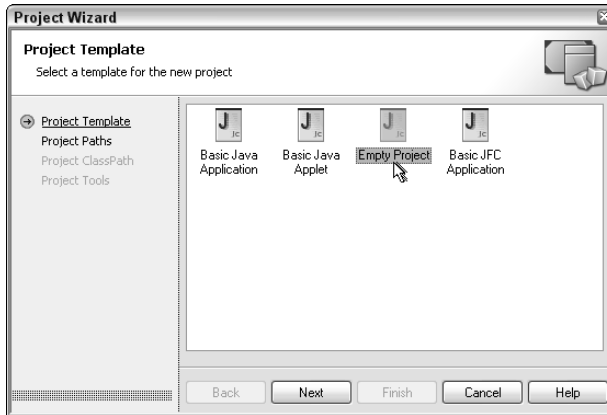 Project Wizard
Project Template
Select a template for the new project
Project Template
Project Paths
Project ClassPath
Project Tools
J
jc
Basic Java
Application
J
jc
Basic Java
Applet
J
jc
Empty Project
J
jc
Basic JFC
Application
Back
Next
Finish
Cancel
Help